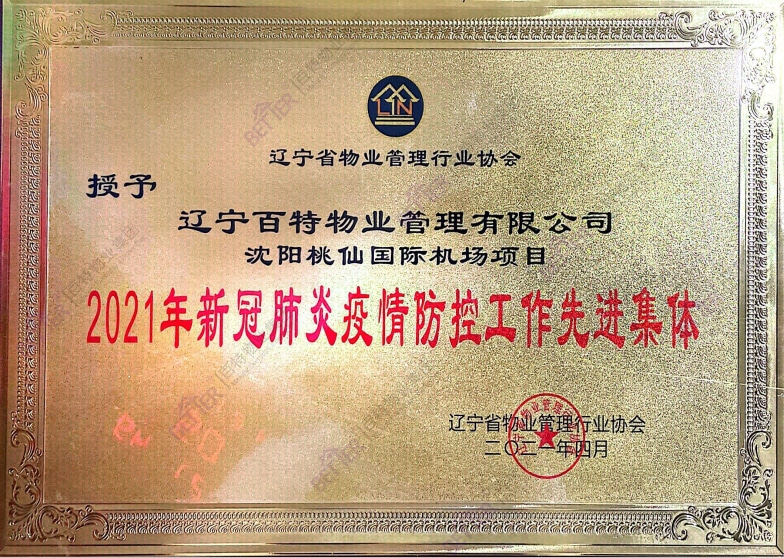 LIN
辽宁省物业管理行业协会
授予
辽宁百特物业管理有限公司
沈阳桃仙国际机场项目
2021年新冠肺炎疫情防控工作先进集体
辽宁省物业管理行业协会
二〇二一年四月
BETTER